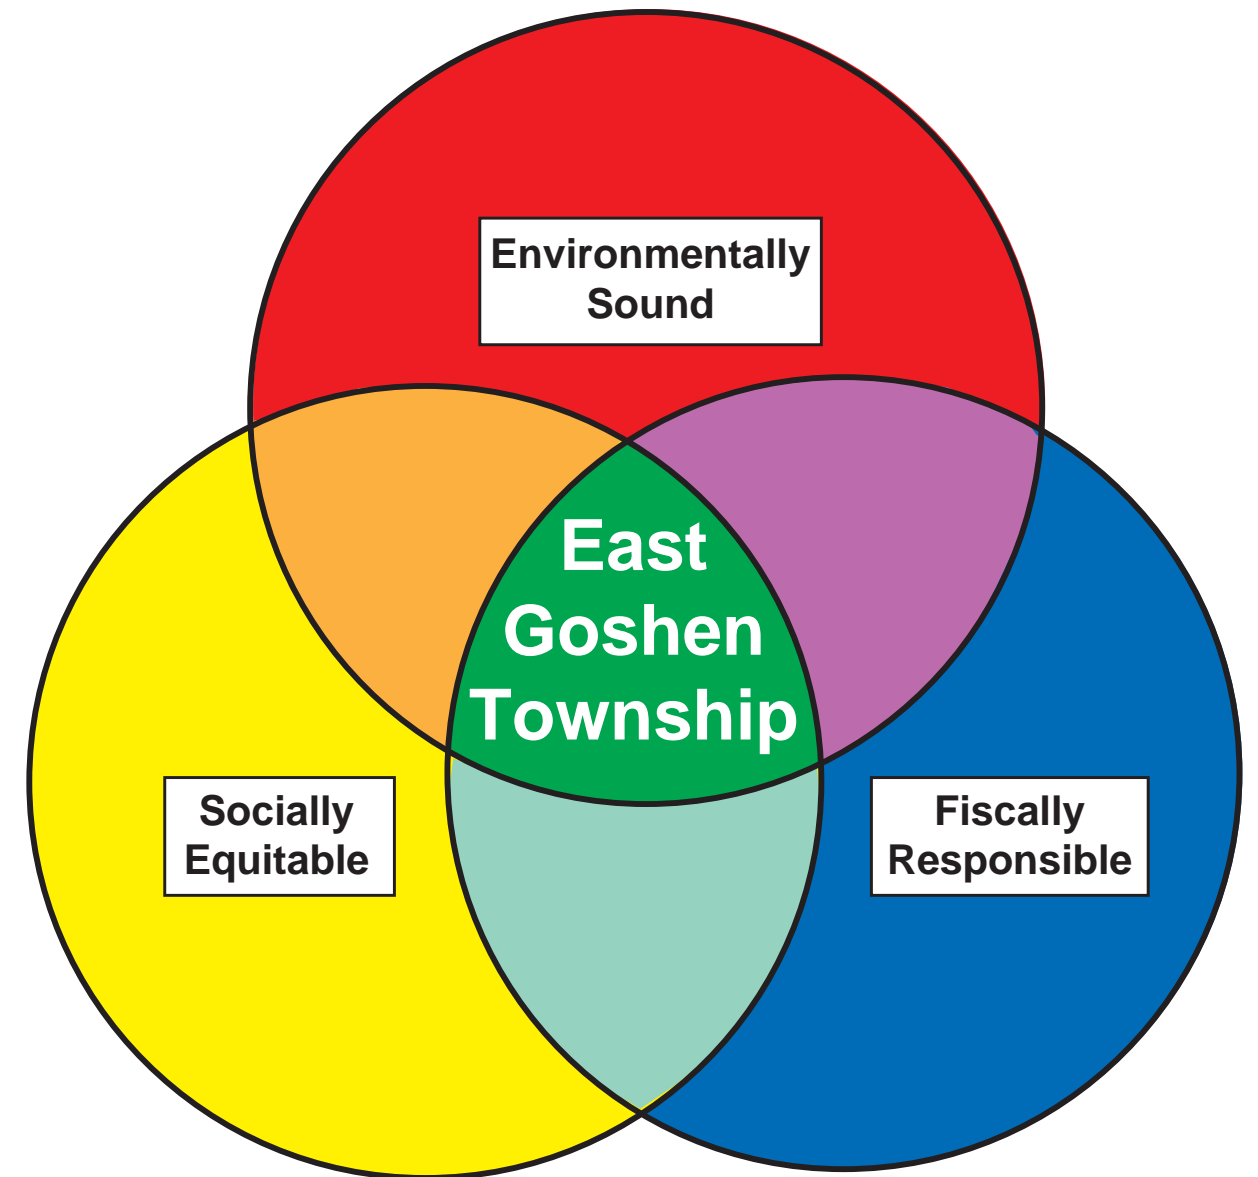 Environmentally
Sound
East
Goshen
Township
Socially
Equitable
Fiscally
Responsible